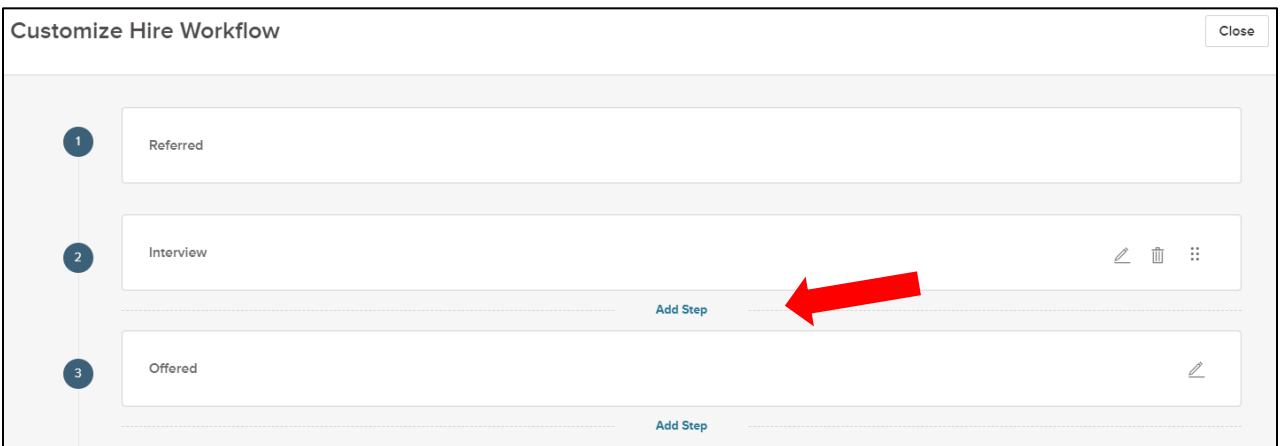 Customize Hire Workflow
Close
1
Referred
2
Interview
Add Step
3
Offered
Add Step